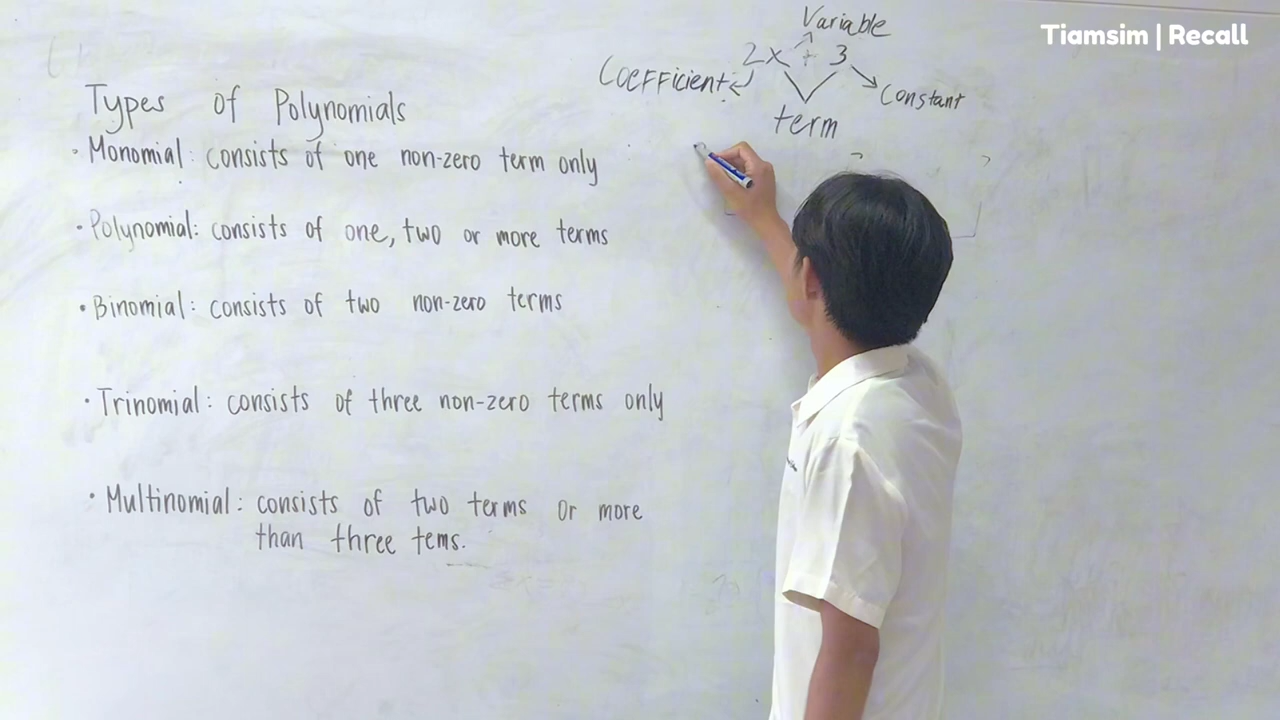 Tiamsim | Recall
Variable
2x + 3
Coefficient
Constant
term
Types of Polynomials
• Monomial: consists of one non-zero term only
• Polynomial: consists of one, two or more terms
• Binomial: consists of two non-zero terms
• Trinomial: consists of three non-zero terms only
• Multinomial: consists of two terms or more
than three tems.